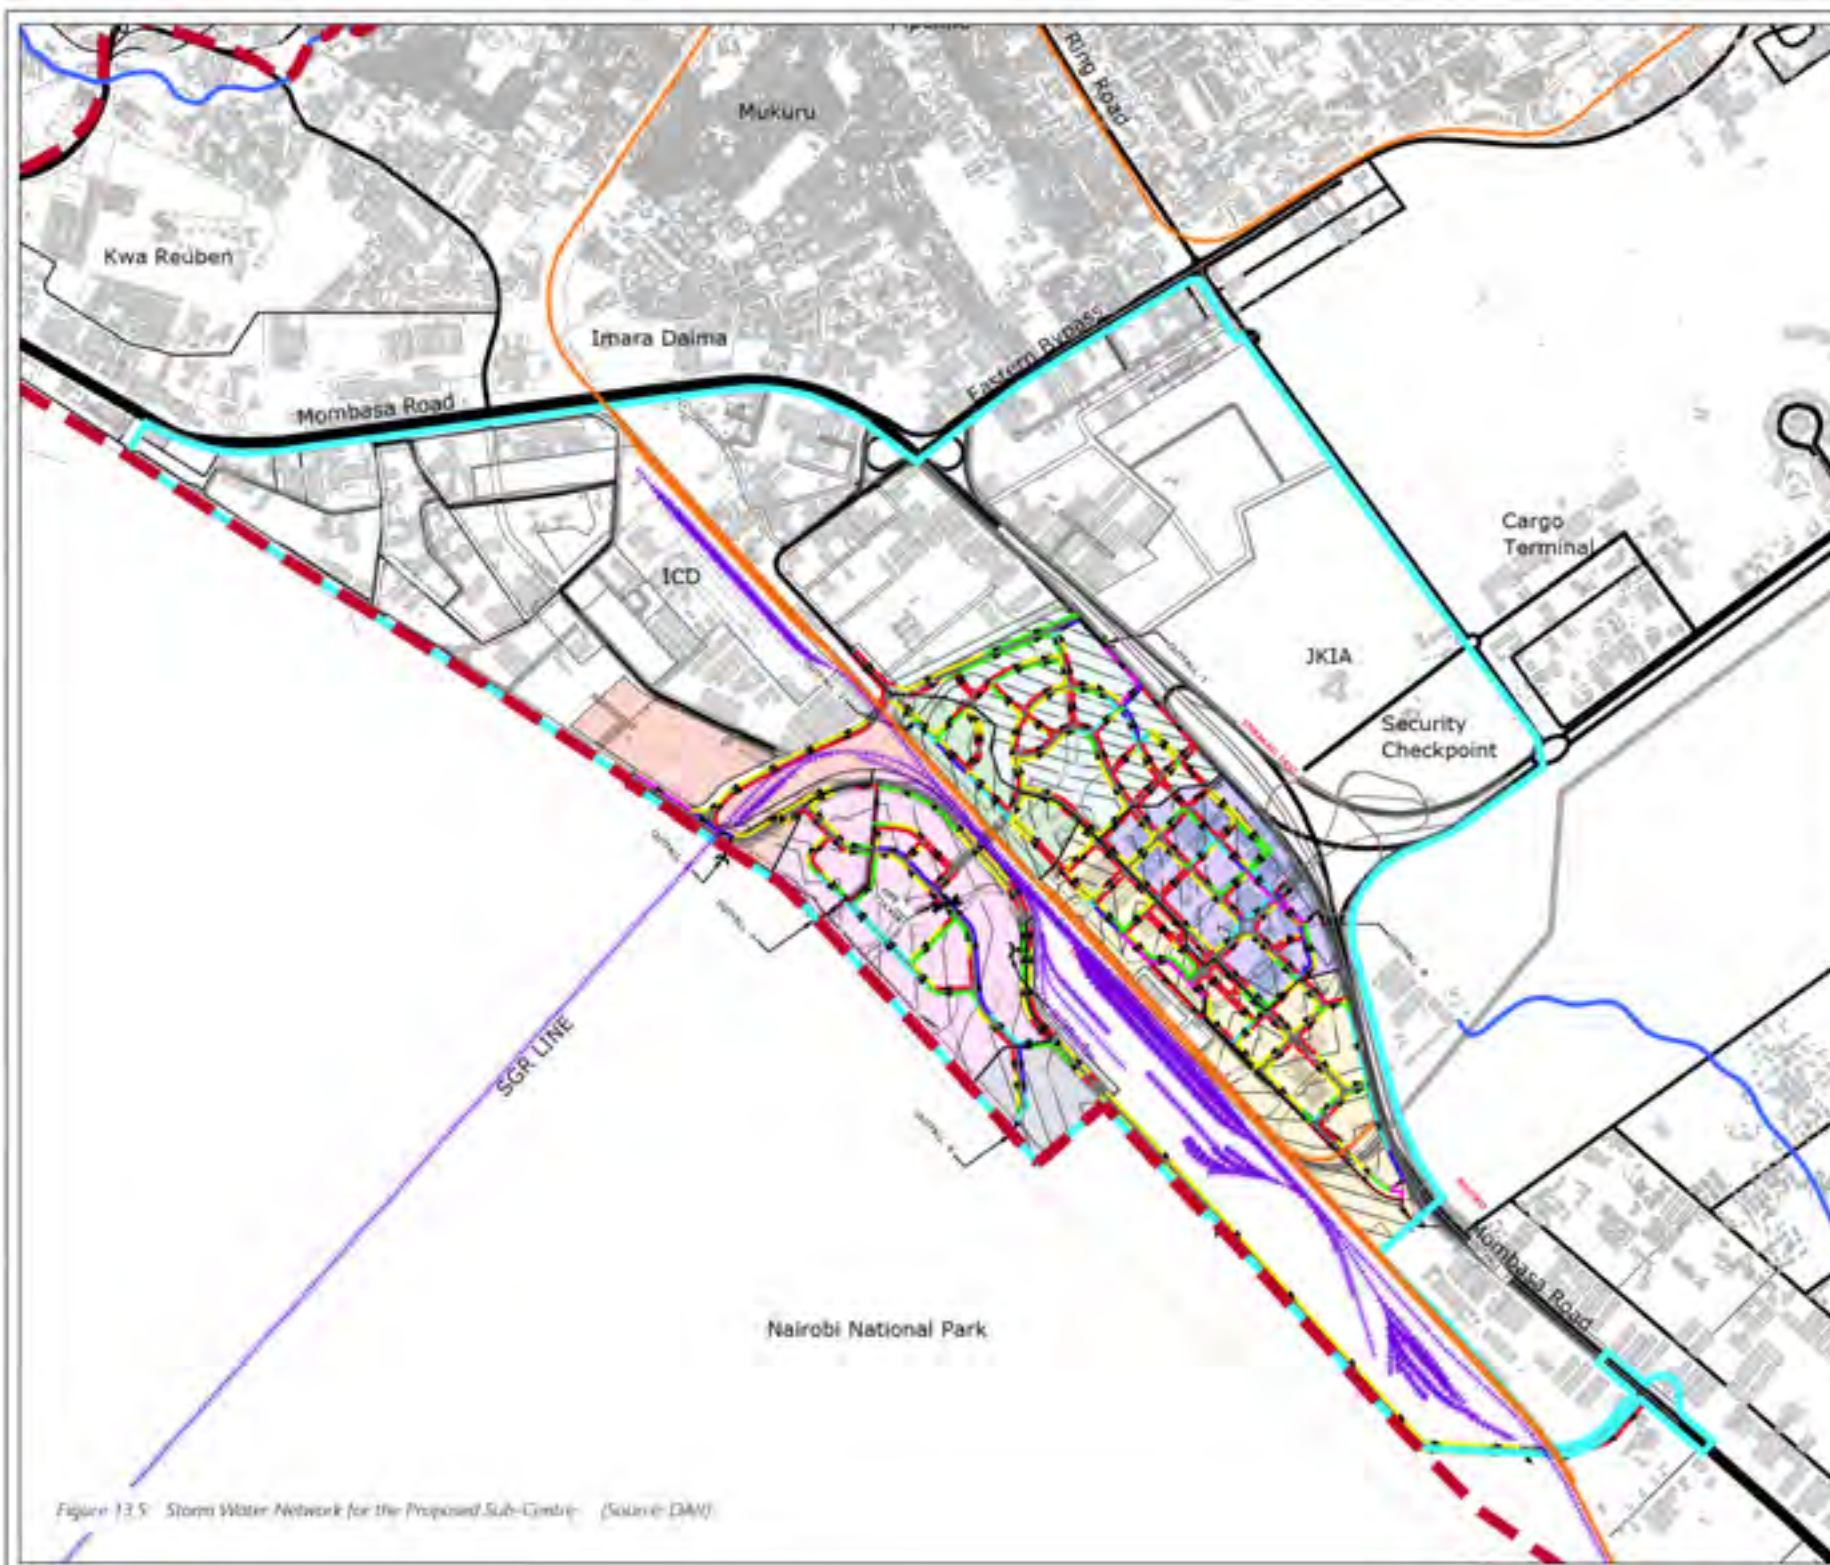 Ring Road
Mukuru
Kwa Reuben
Imara Daima
Eastern Bypass
Mombasa Road
Cargo
Terminal
ICD
JKIA
Security
Checkpoint
SGR LINE
Mombasa Road
Nairobi National Park
Figure 13.5 Storm Water Network for the Proposed Sub-Centre (Source: DAH)